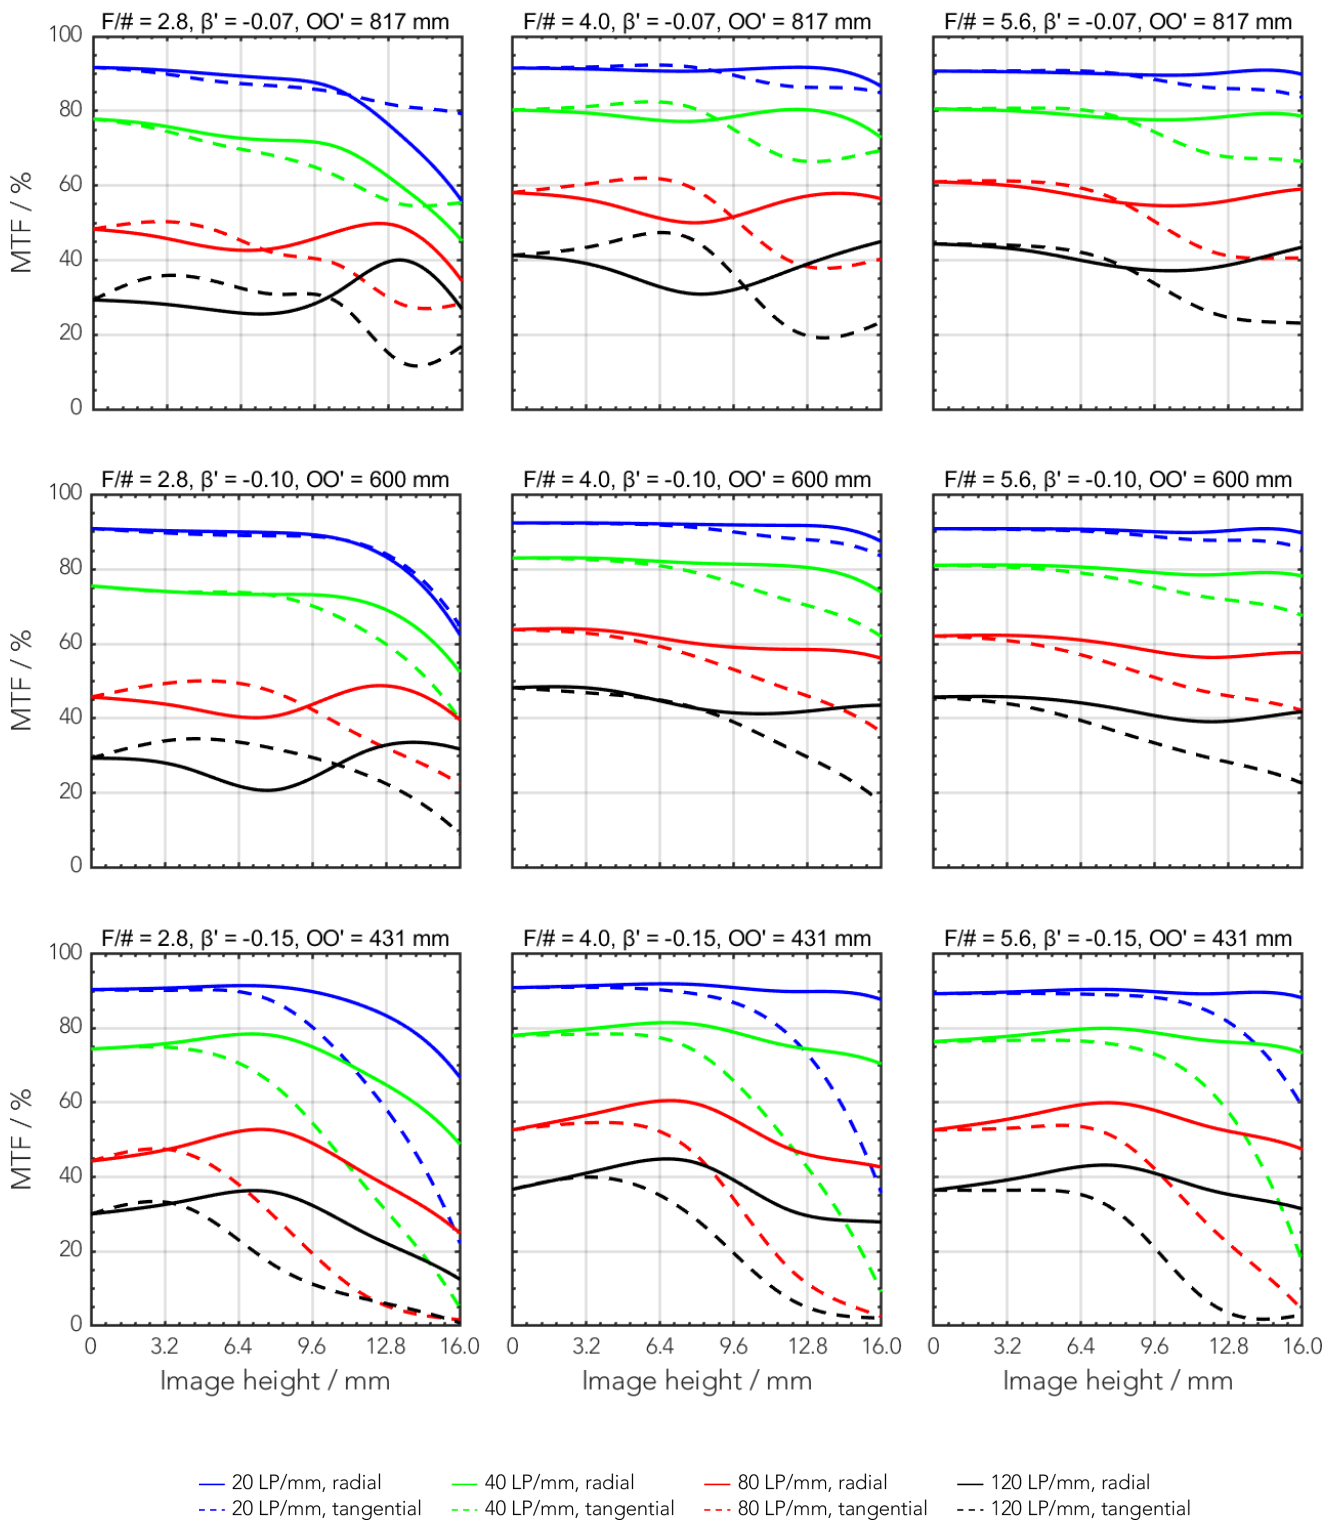 F/# = 2.8, β' = -0.07, OO' = 817 mm
F/# = 4.0, β' = -0.07, OO' = 817 mm
F/# = 5.6, β' = -0.07, OO' = 817 mm
100
80
60
40
20
0
MTF / %
F/# = 2.8, β' = -0.10, OO' = 600 mm
F/# = 4.0, β' = -0.10, OO' = 600 mm
F/# = 5.6, β' = -0.10, OO' = 600 mm
100
80
60
40
20
0
MTF / %
F/# = 2.8, β' = -0.15, OO' = 431 mm
F/# = 4.0, β' = -0.15, OO' = 431 mm
F/# = 5.6, β' = -0.15, OO' = 431 mm
100
80
60
40
20
0
MTF / %
0 3.2 6.4 9.6 12.8 16.0
0 3.2 6.4 9.6 12.8 16.0
0 3.2 6.4 9.6 12.8 16.0
Image height / mm
Image height / mm
Image height / mm
20 LP/mm, radial
40 LP/mm, radial
80 LP/mm, radial
120 LP/mm, radial
20 LP/mm, tangential
40 LP/mm, tangential
80 LP/mm, tangential
120 LP/mm, tangential